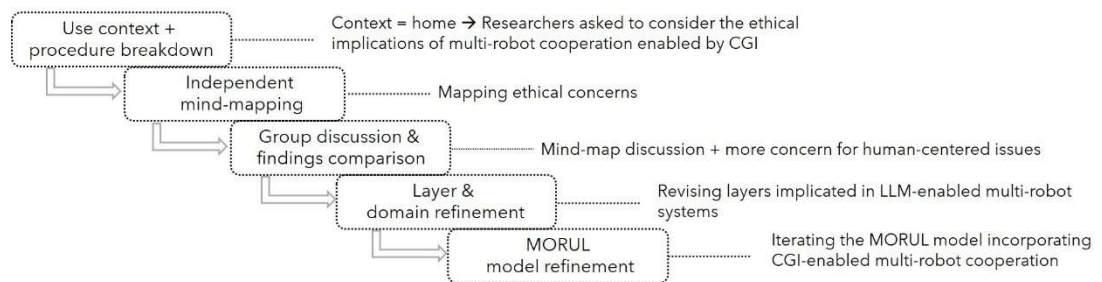 Use context +
procedure breakdown
Context = home → Researchers asked to consider the ethical
implications of multi-robot cooperation enabled by CGI
Independent
mind-mapping
Mapping ethical concerns
Group discussion &
findings comparison
Mind-map discussion + more concern for human-centered issues
Layer &
domain refinement
Revising layers implicated in LLM-enabled multi-robot
systems
MORUL
model refinement
Iterating the MORUL model incorporating
CGI-enabled multi-robot cooperation